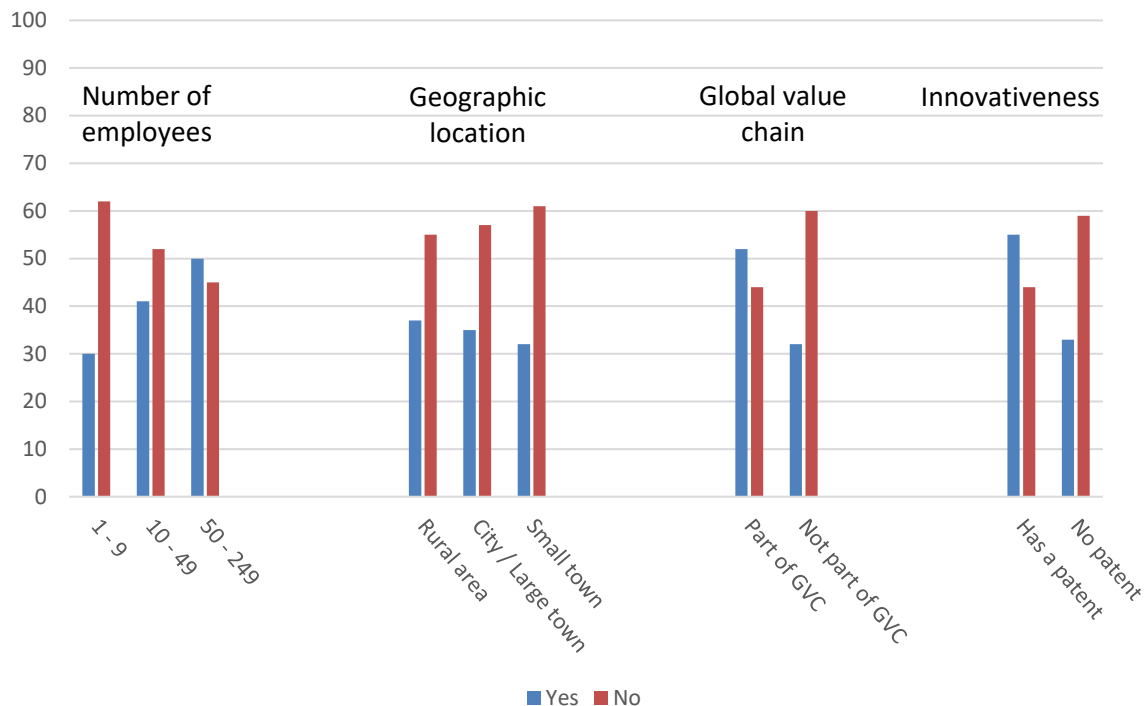 100
90
80
70
60
50
40
30
20
10
0
Number of
employees
Geographic
location
Global value
chain
Innovativeness
1 - 9
10 - 49
50 - 249
Rural area
City / Large town
Small town
Part of GVC
Not part of GVC
Has a patent
No patent
Yes No